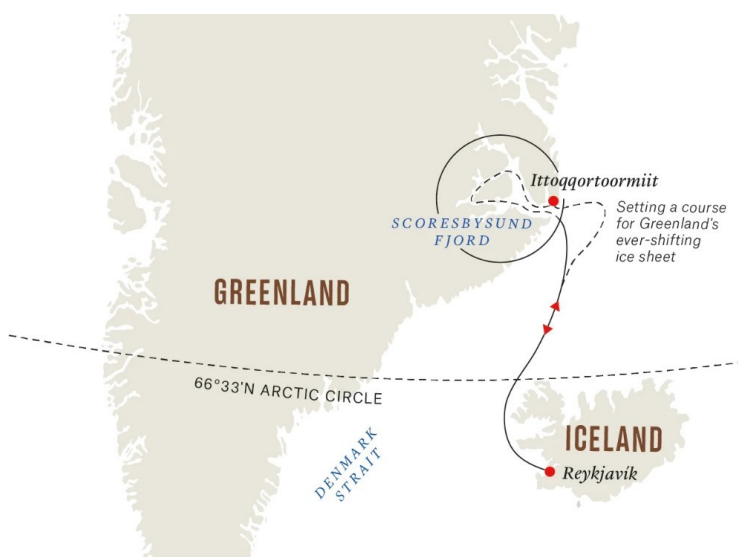 Ittoqqortoormiit
Setting a course
for Greenland's
ever-shifting
ice sheet
SCORESBYSUND
FJORD
GREENLAND
66°33'N ARCTIC CIRCLE
DENMARK
STRAIT
ICELAND
Reykjavík